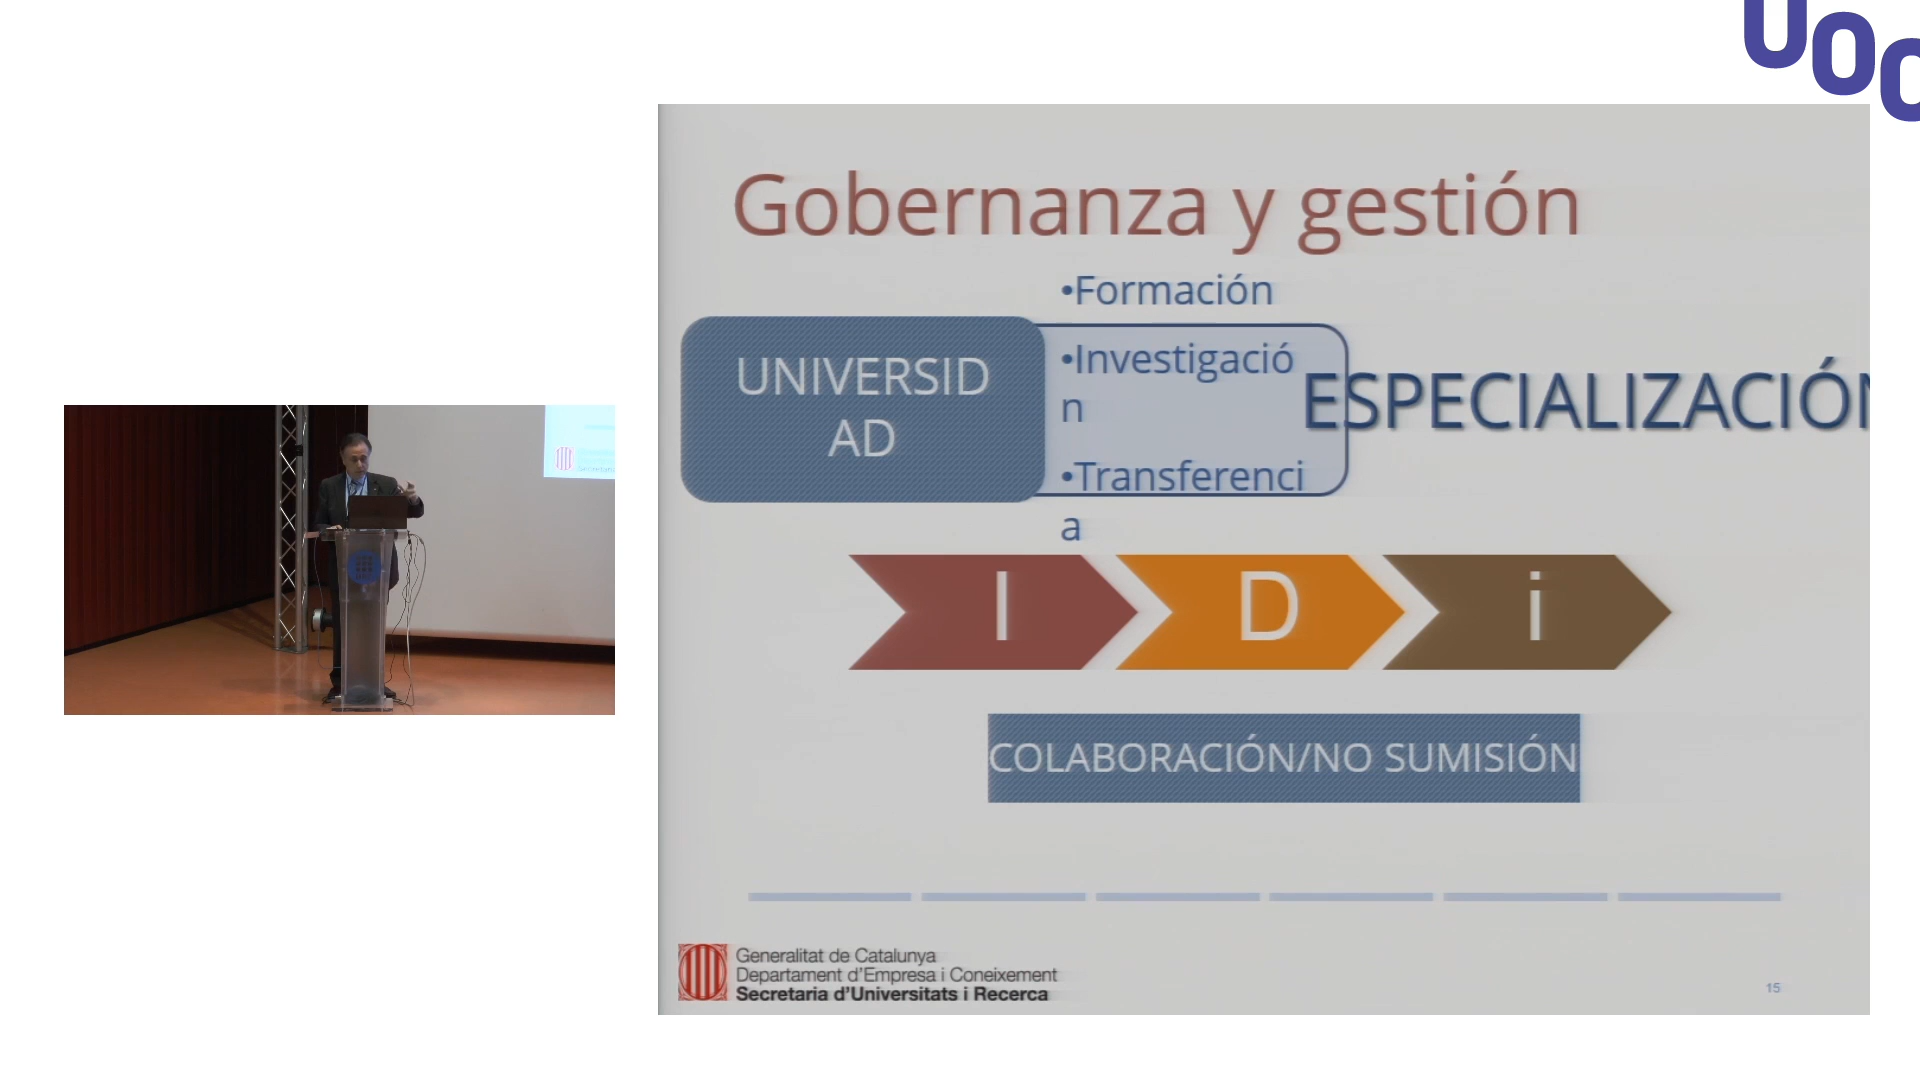 UOC
Gobernanza y gestión
•Formación
UNIVERSID
AD
•Investigació
n
•Transferenci
a
ESPECIALIZACIÓN
I
D
i
COLABORACIÓN/NO SUMISIÓN
Generalitat de Catalunya
Departament d'Empresa i Coneixement
Secretaria d'Universitats i Recerca
15